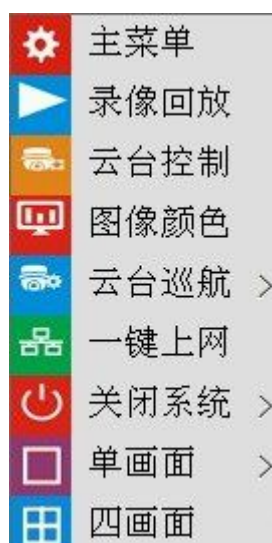 主菜单
录像回放
云台控制
图像颜色
云台巡航 >
一键上网
关闭系统 >
单画面 >
四画面